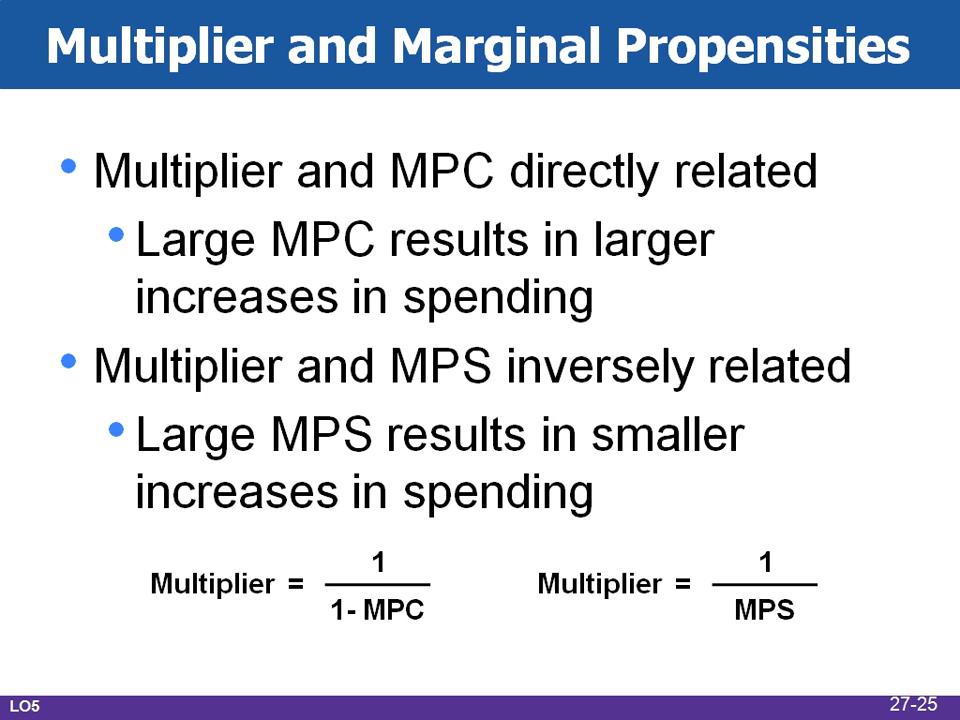 Multiplier and Marginal Propensities
• Multiplier and MPC directly related
• Large MPC results in larger
increases in spending
• Multiplier and MPS inversely related
• Large MPS results in smaller
increases in spending
Multiplier = 1
1- MPC
Multiplier = 1
MPS
LO5
27-25